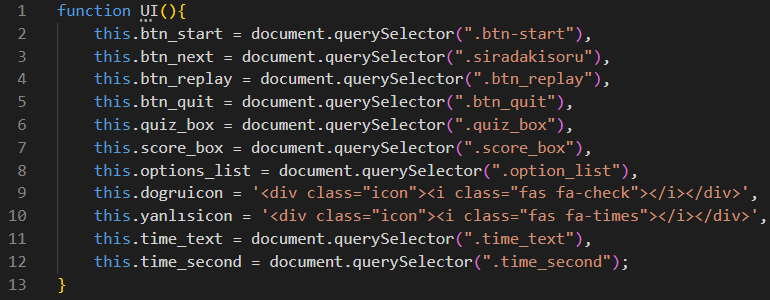 1 function UI(){
2 this.btn_start = document.querySelector(".btn-start"),
3 this.btn_next = document.querySelector(".siradakisoru"),
4 this.btn_replay = document.querySelector(".btn_replay"),
5 this.btn_quit = document.querySelector(".btn_quit"),
6 this.quiz_box = document.querySelector(".quiz_box"),
7 this.score_box = document.querySelector(".score_box"),
8 this.options_list = document.querySelector(".option_list"),
9 this.dogruicon = '<div class="icon"><i class="fas fa-check"></i></div>',
10 this.yanlısicon = '<div class="icon"><i class="fas fa-times"></i></div>',
11 this.time_text = document.querySelector(".time_text"),
12 this.time_second = document.querySelector(".time_second");
13 }